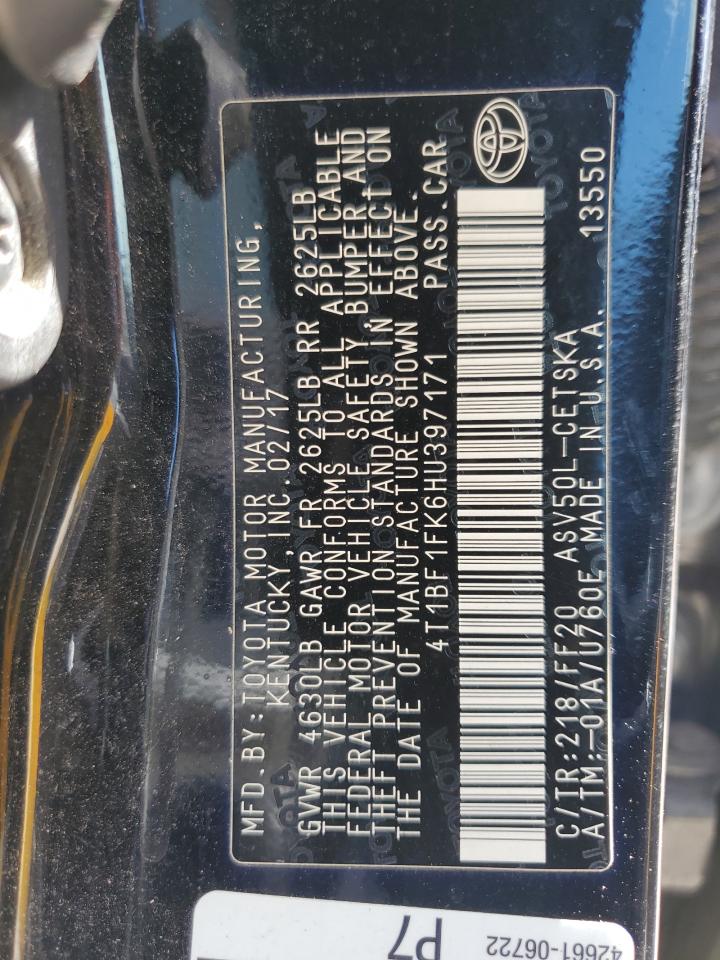 MFD.BY:TOYOTA MOTOR MANUFACTURING,
KENTUCKY,INC.02/17
GVWR 4630LB GAWR FR 2625LB RR 2625LB
THIS VEHICLE CONFORMS TO ALL APPLICABLE
FEDERAL MOTOR VEHICLE SAFETY, BUMPER, AND
THEFT PREVENTION STANDARDS IN EFFECT ON
THE DATE OF MANUFACTURE SHOWN ABOVE.
4T1BF1FK6HU397171 PASS.CAR
C/TR:218/FF20 ASV50L-CETSKA
A/TM:-01A/U760E MADE IN U.S.A. 13550
P7
42661-06722